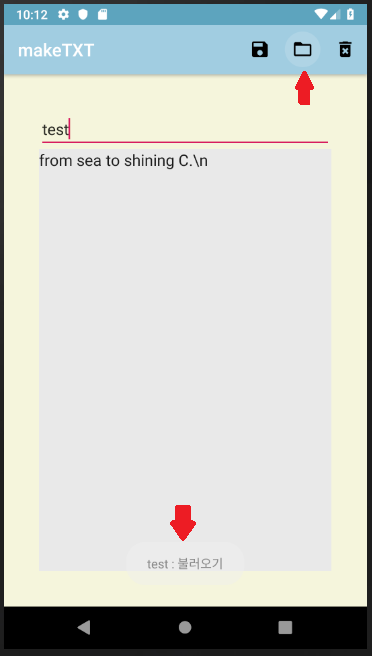 10:12
makeTXT
test
from sea to shining C.\n
test : 불러오기